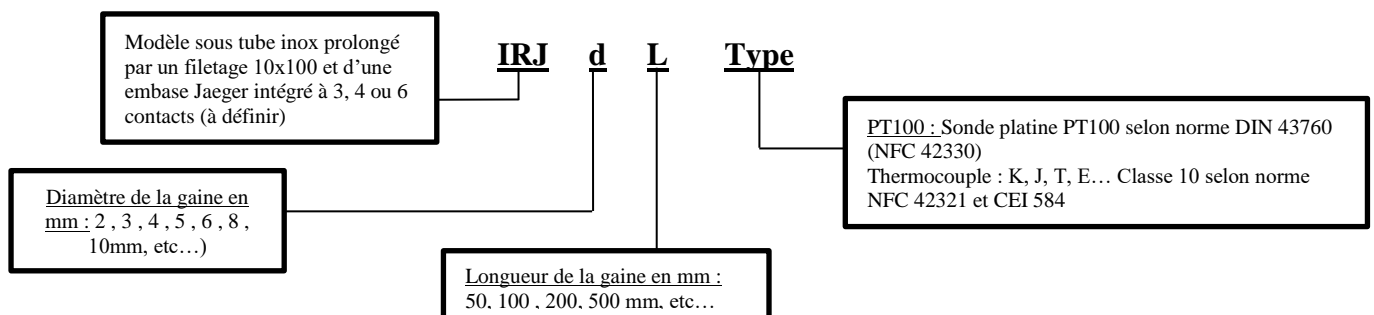 IRJ d L Type
Modèle sous tube inox prolongé
par un filetage 10x100 et d’une
embase Jaeger intégré à 3, 4 ou 6
contacts (à définir)
PT100 : Sonde platine PT100 selon norme DIN 43760
(NFC 42330)
Thermocouple : K, J, T, E… Classe 10 selon norme
NFC 42321 et CEI 584
Diamètre de la gaine en
mm : 2 , 3 , 4 , 5 , 6 , 8 ,
10mm, etc…)
Longueur de la gaine en mm :
50, 100 , 200, 500 mm, etc…